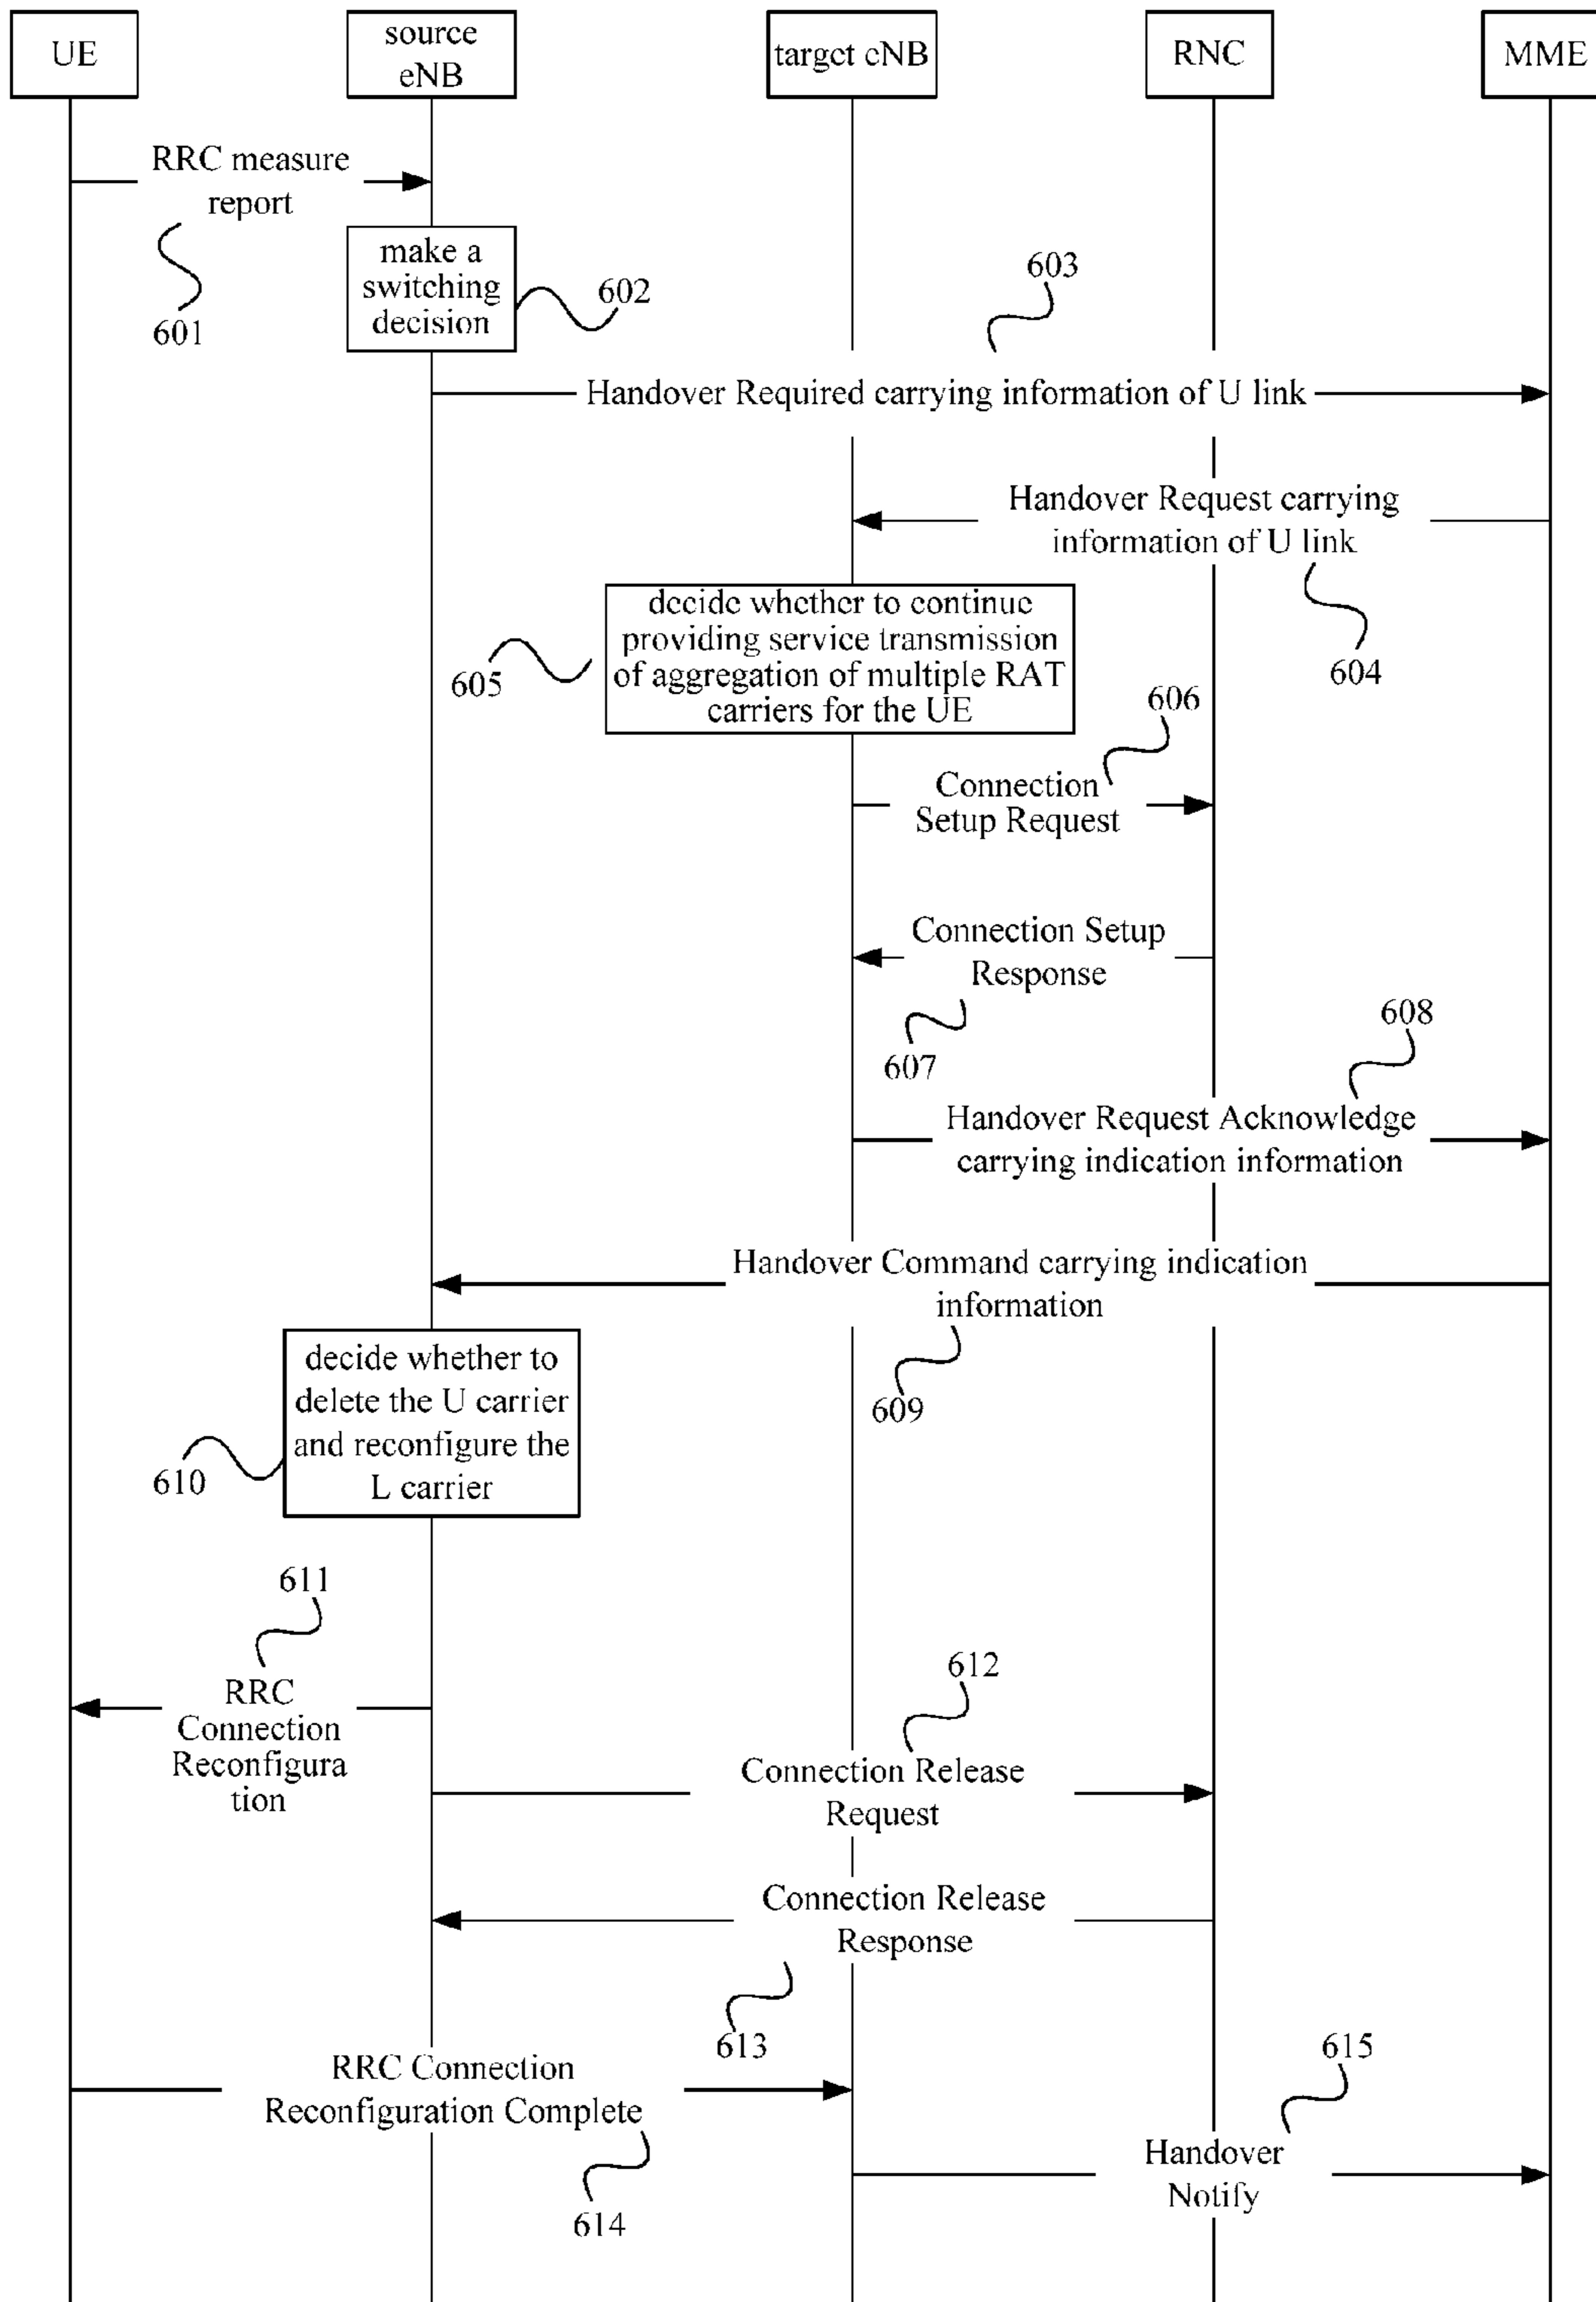 UE
source
eNB
target eNB
RNC
MME
RRC measure
report
601
make a
switching
decision
602
603
Handover Required carrying information of U link
Handover Request carrying
information of U link
604
decide whether to continue
providing service transmission
of aggregation of multiple RAT
carriers for the UE
605
606
Connection
Setup Request
Connection Setup
Response
607
608
Handover Request Acknowledge
carrying indication information
Handover Command carrying indication
information
609
decide whether to
delete the U carrier
and reconfigure the
L carrier
610
611
RRC
Connection
Reconfigura
tion
612
Connection Release
Request
Connection Release
Response
613
RRC Connection
Reconfiguration Complete
614
615
Handover
Notify